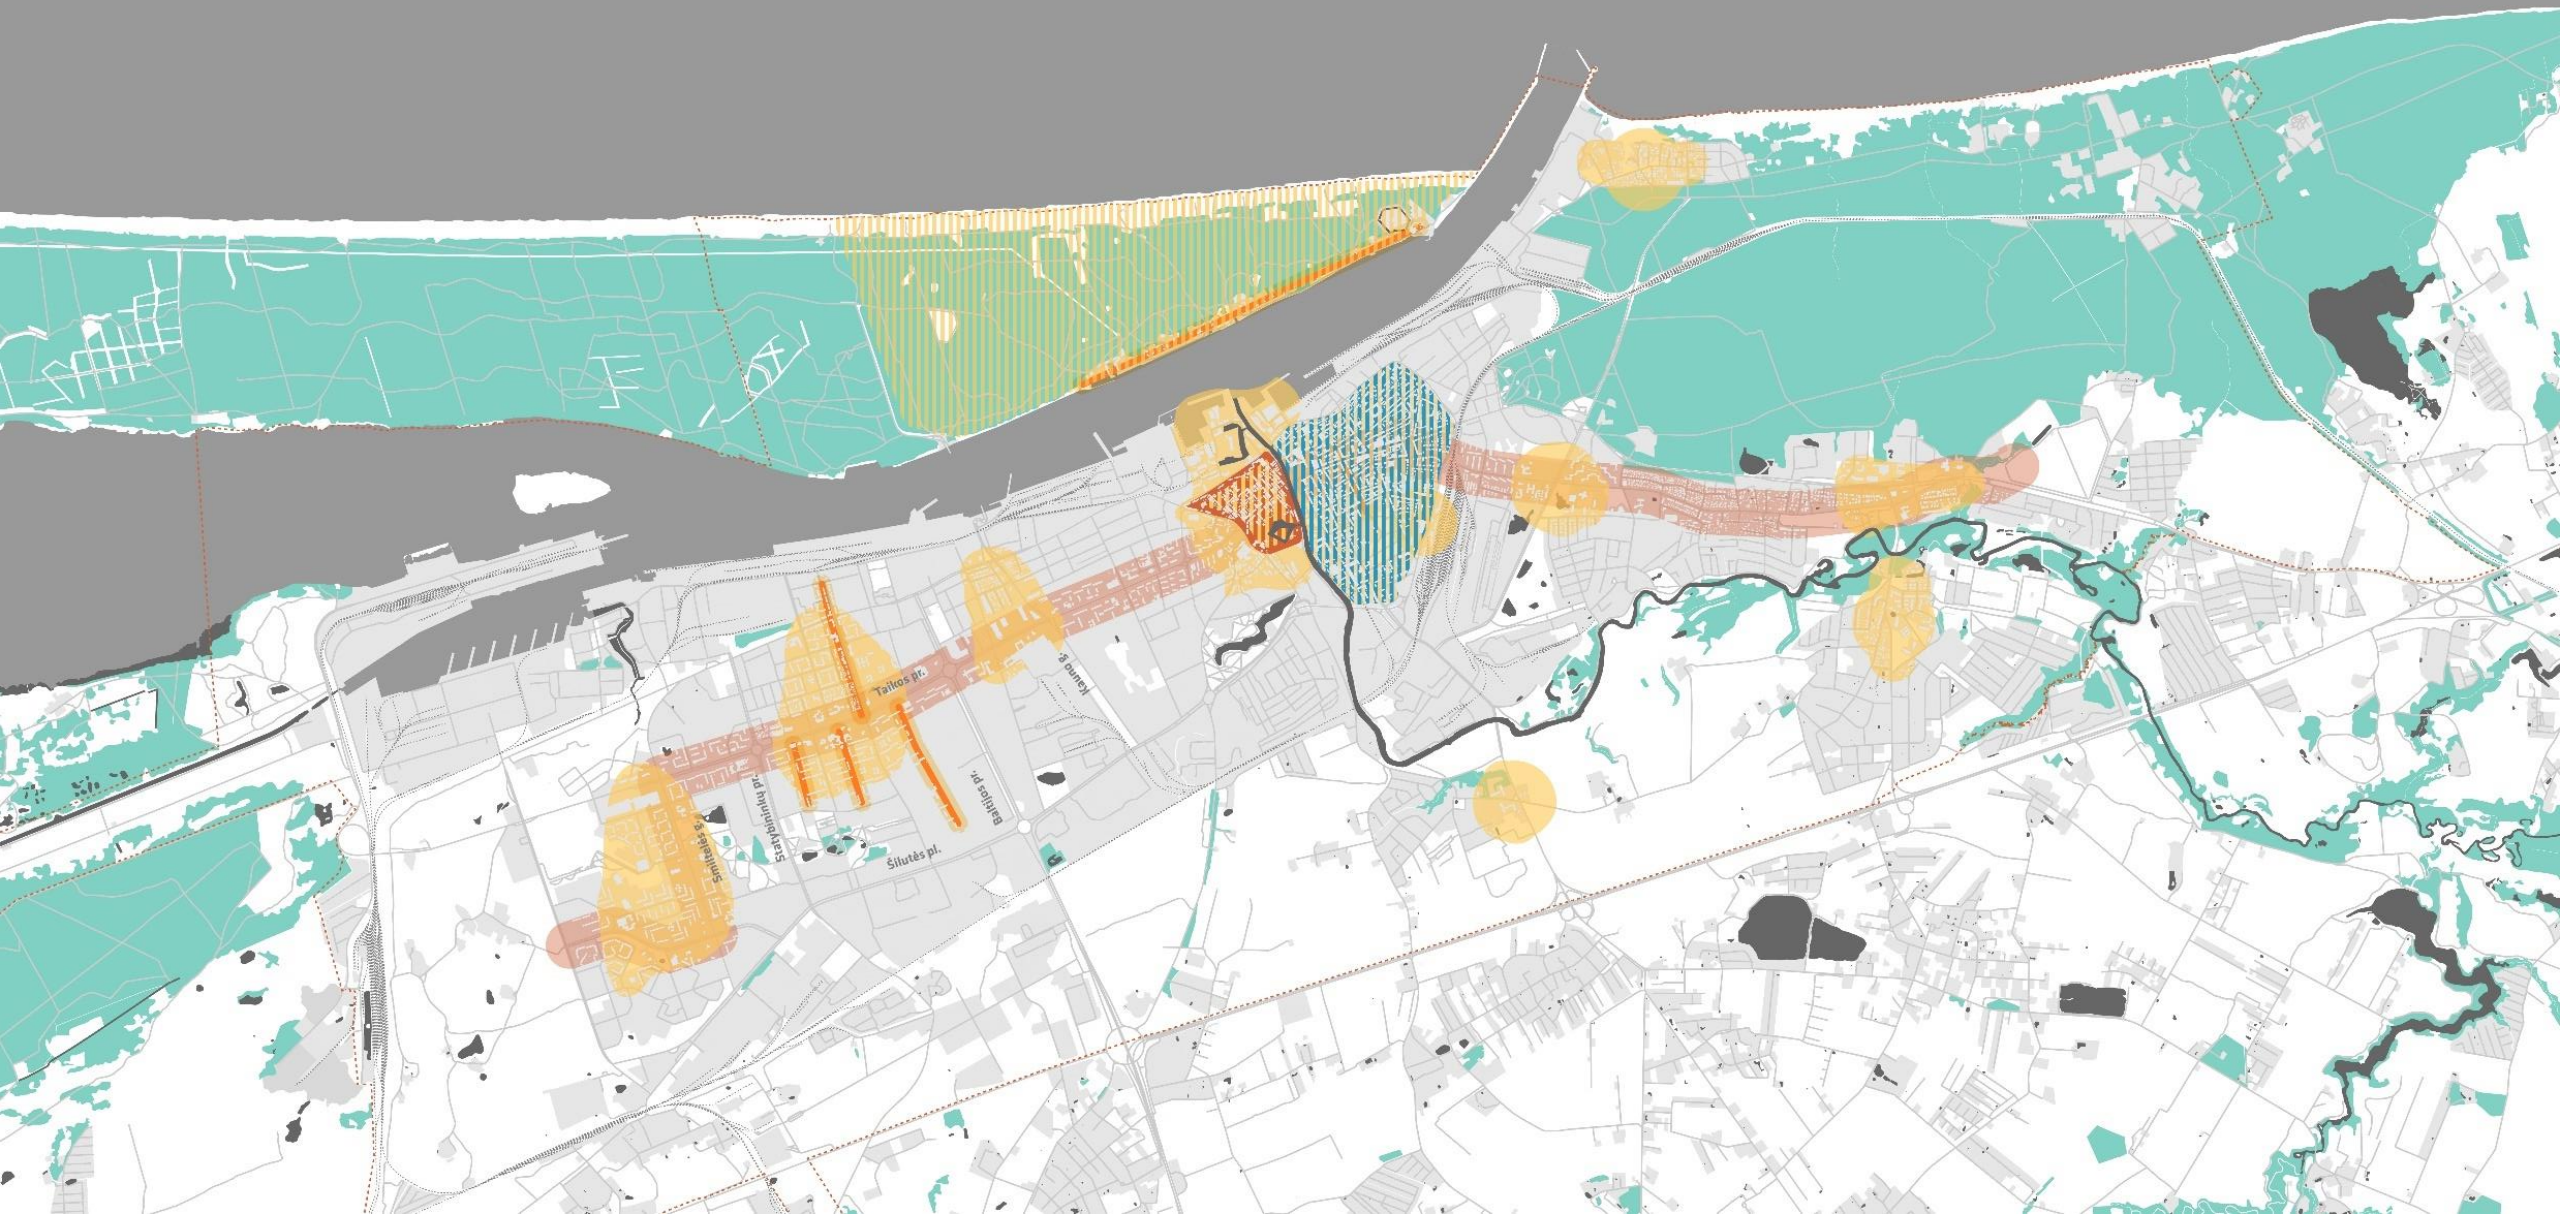 Taikos pr.
Kauno g.
Baltijos pr.
Statybininkų pr.
Smiltelės g.
Šilutės pl.